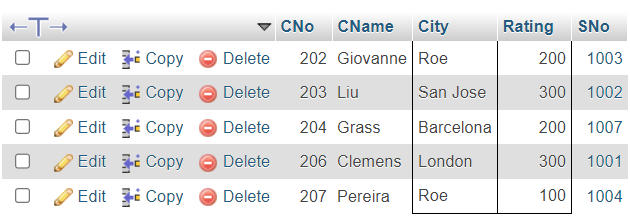 CNo CName City Rating SNo
Edit Copy Delete 202 Giovanne Roe 200 1003
Edit Copy Delete 203 Liu San Jose 300 1002
Edit Copy Delete 204 Grass Barcelona 200 1007
Edit Copy Delete 206 Clemens London 300 1001
Edit Copy Delete 207 Pereira Roe 100 1004